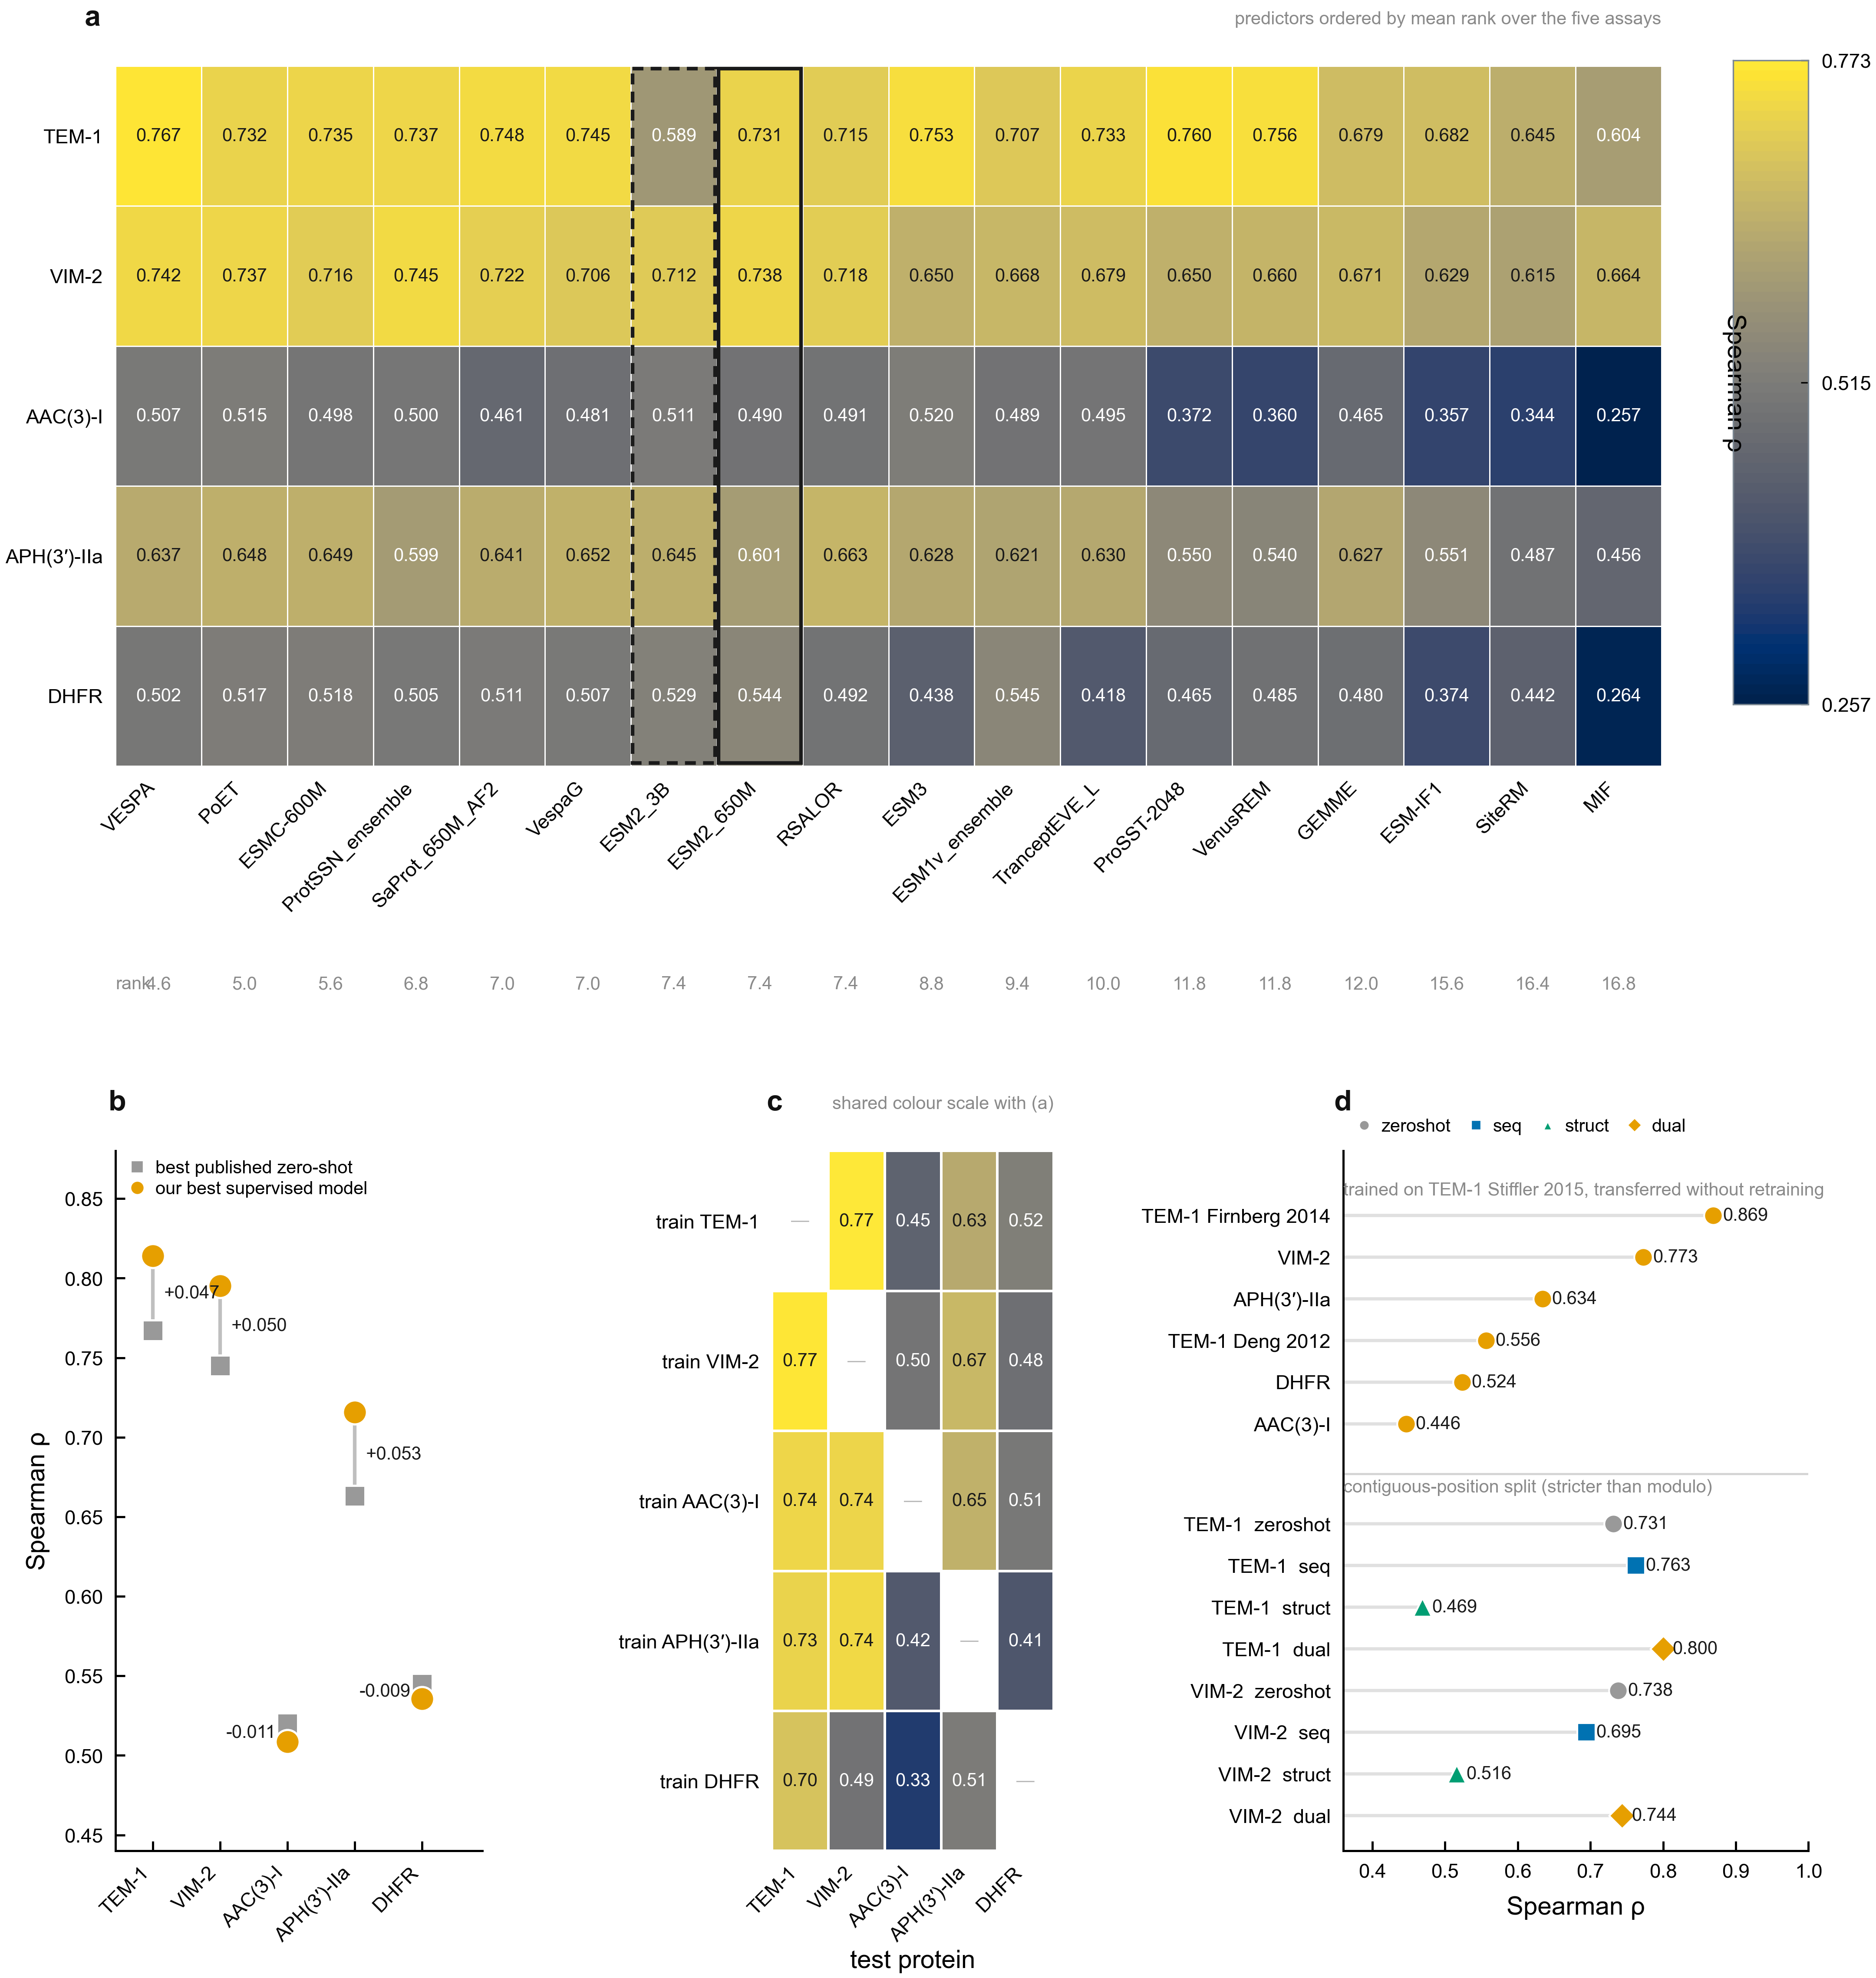 a
predictors ordered by mean rank over the five assays
TEM-1 0.767 0.732 0.735 0.737 0.748 0.745 0.589 0.731 0.715 0.753 0.707 0.733 0.760 0.756 0.679 0.682 0.645 0.604
VIM-2 0.742 0.737 0.716 0.745 0.722 0.706 0.712 0.738 0.718 0.650 0.668 0.679 0.650 0.660 0.671 0.629 0.615 0.664
AAC(3)-I 0.507 0.515 0.498 0.500 0.461 0.481 0.511 0.490 0.491 0.520 0.489 0.495 0.372 0.360 0.465 0.357 0.344 0.257
APH(3′)-IIa 0.637 0.648 0.649 0.599 0.641 0.652 0.645 0.601 0.663 0.628 0.621 0.630 0.550 0.540 0.627 0.551 0.487 0.456
DHFR 0.502 0.517 0.518 0.505 0.511 0.507 0.529 0.544 0.492 0.438 0.545 0.418 0.465 0.485 0.480 0.374 0.442 0.264
VESPA PoET ESMC-600M ProtSSN_ensemble SaProt_650M_AF2 VespaG ESM2_3B ESM2_650M RSALOR ESM3 ESM1v_ensemble TranceptEVE_L ProSST-2048 VenusREM GEMME ESM-IF1 SiteRM MIF
rank 4.6 5.0 5.6 6.8 7.0 7.0 7.4 7.4 7.4 8.8 9.4 10.0 11.8 11.8 12.0 15.6 16.4 16.8
0.773
0.515
0.257
Spearman ρ
b
best published zero-shot
our best supervised model
0.85
0.80
0.75
0.70
0.65
0.60
0.55
0.50
0.45
Spearman ρ
+0.047
+0.050
-0.011
+0.053
-0.009
TEM-1 VIM-2 AAC(3)-I APH(3′)-IIa DHFR
c
shared colour scale with (a)
train TEM-1 — 0.77 0.45 0.63 0.52
train VIM-2 0.77 — 0.50 0.67 0.48
train AAC(3)-I 0.74 0.74 — 0.65 0.51
train APH(3′)-IIa 0.73 0.74 0.42 — 0.41
train DHFR 0.70 0.49 0.33 0.51 —
TEM-1 VIM-2 AAC(3)-I APH(3′)-IIa DHFR
test protein
d
zeroshot seq struct dual
trained on TEM-1 Stiffler 2015, transferred without retraining
TEM-1 Firnberg 2014 0.869
VIM-2 0.773
APH(3′)-IIa 0.634
TEM-1 Deng 2012 0.556
DHFR 0.524
AAC(3)-I 0.446
contiguous-position split (stricter than modulo)
TEM-1 zeroshot 0.731
TEM-1 seq 0.763
TEM-1 struct 0.469
TEM-1 dual 0.800
VIM-2 zeroshot 0.738
VIM-2 seq 0.695
VIM-2 struct 0.516
VIM-2 dual 0.744
0.4 0.5 0.6 0.7 0.8 0.9 1.0
Spearman ρ